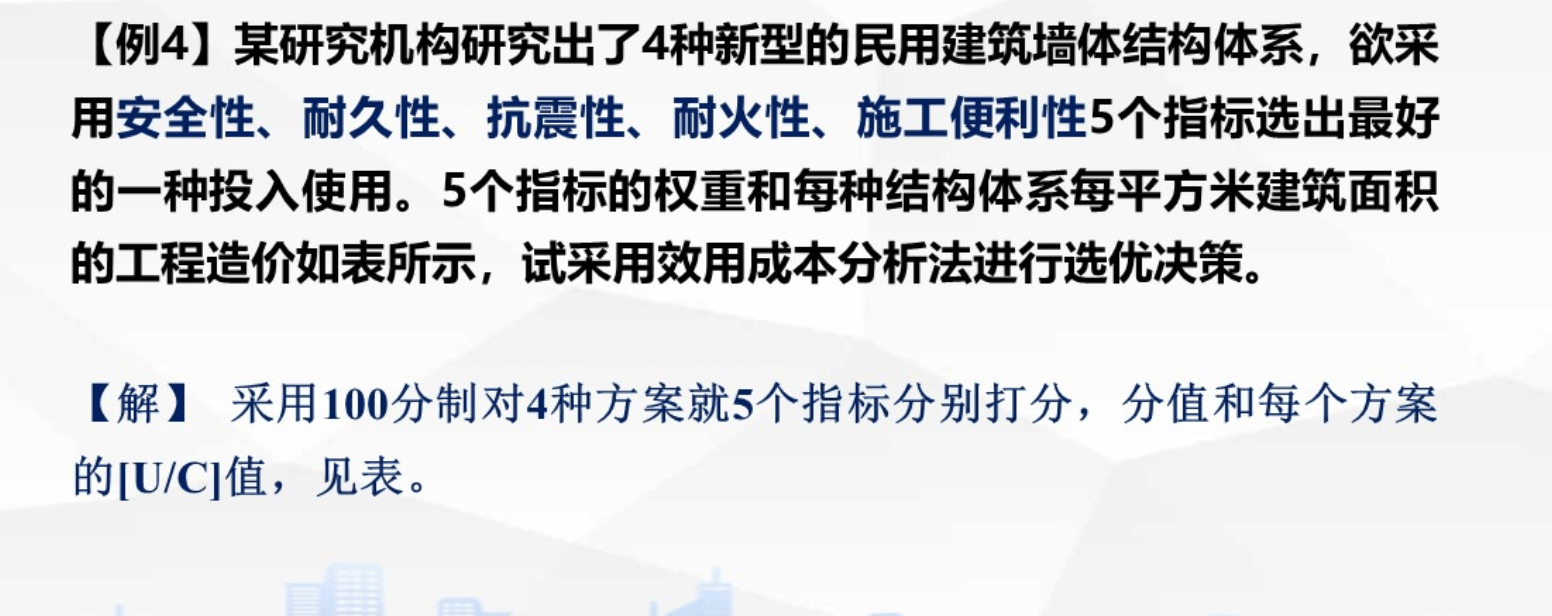 【例4】某研究机构研究出了4种新型的民用建筑墙体结构体系，欲采
用安全性、耐久性、抗震性、耐火性、施工便利性5个指标选出最好
的一种投入使用。5个指标的权重和每种结构体系每平方米建筑面积
的工程造价如表所示，试采用效用成本分析法进行选优决策。
【解】 采用100分制对4种方案就5个指标分别打分，分值和每个方案
的[U/C]值，见表。